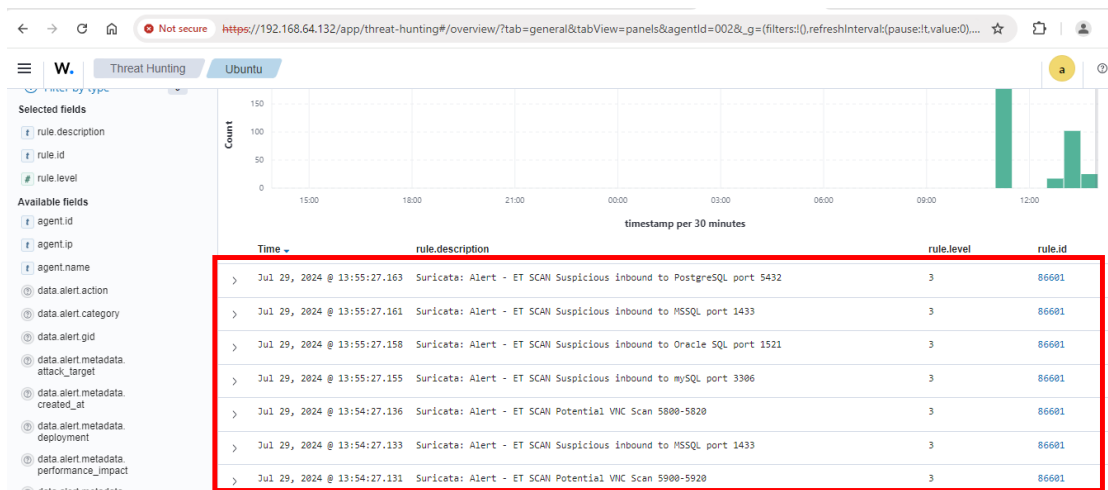 Not secure https://192.168.64.132/app/threat-hunting#/overview/?tab=general&tabView=panels&agentId=002&_g=(filters:!(),refreshInterval:(pause:!t,value:0),...
W. Threat Hunting Ubuntu a
Filter by type
Selected fields
t rule.description
t rule.id
# rule.level
Available fields
t agent.id
t agent.ip
t agent.name
data.alert.action
data.alert.category
data.alert.gid
data.alert.metadata.
attack_target
data.alert.metadata.
created_at
data.alert.metadata.
deployment
data.alert.metadata.
performance_impact
Count
150
100
50
0
15:00 18:00 21:00 00:00 03:00 06:00 09:00 12:00
timestamp per 30 minutes
Time rule.description rule.level rule.id
Jul 29, 2024 @ 13:55:27.163 Suricata: Alert - ET SCAN Suspicious inbound to PostgreSQL port 5432 3 86601
Jul 29, 2024 @ 13:55:27.161 Suricata: Alert - ET SCAN Suspicious inbound to MSSQL port 1433 3 86601
Jul 29, 2024 @ 13:55:27.158 Suricata: Alert - ET SCAN Suspicious inbound to Oracle SQL port 1521 3 86601
Jul 29, 2024 @ 13:55:27.155 Suricata: Alert - ET SCAN Suspicious inbound to mySQL port 3306 3 86601
Jul 29, 2024 @ 13:54:27.136 Suricata: Alert - ET SCAN Potential VNC Scan 5800-5820 3 86601
Jul 29, 2024 @ 13:54:27.133 Suricata: Alert - ET SCAN Suspicious inbound to MSSQL port 1433 3 86601
Jul 29, 2024 @ 13:54:27.131 Suricata: Alert - ET SCAN Potential VNC Scan 5900-5920 3 86601